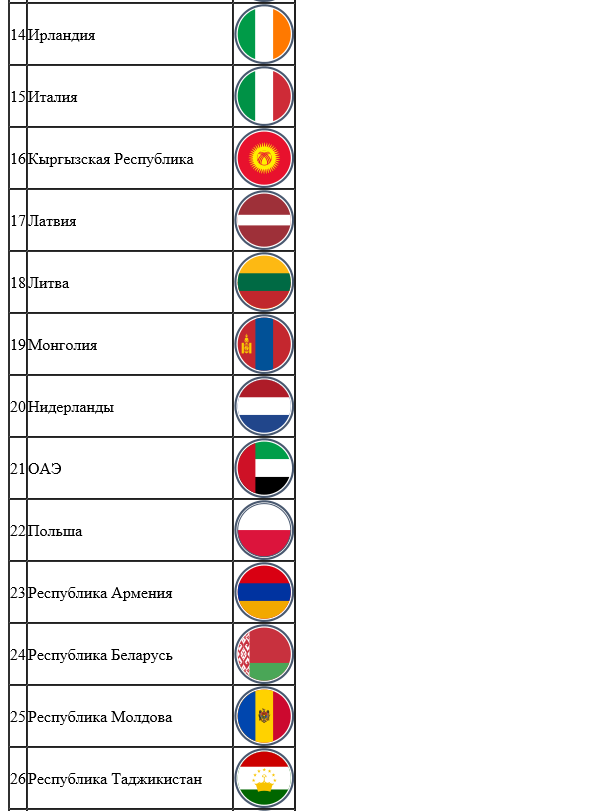 14 Ирландия
15 Италия
16 Кыргызская Республика
17 Латвия
18 Литва
19 Монголия
20 Нидерланды
21 ОАЭ
22 Польша
23 Республика Армения
24 Республика Беларусь
25 Республика Молдова
26 Республика Таджикистан